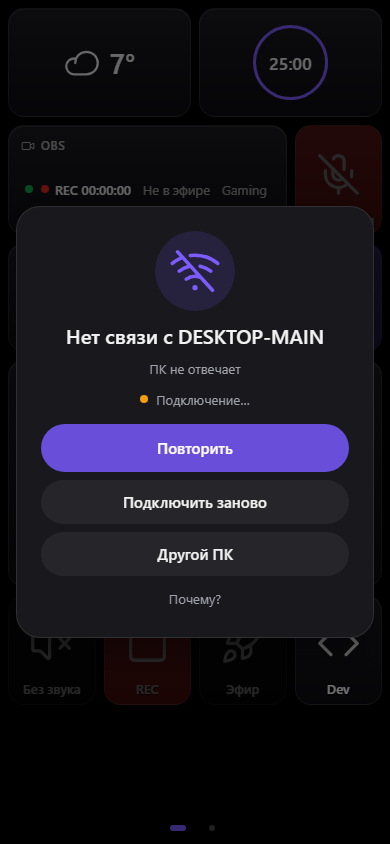 7°
25:00
OBS
REC 00:00:00 Не в эфире Gaming
Нет связи с DESKTOP-MAIN
ПК не отвечает
Подключение...
Повторить
Подключить заново
Другой ПК
Почему?
Без звука
REC
Эфир
Dev